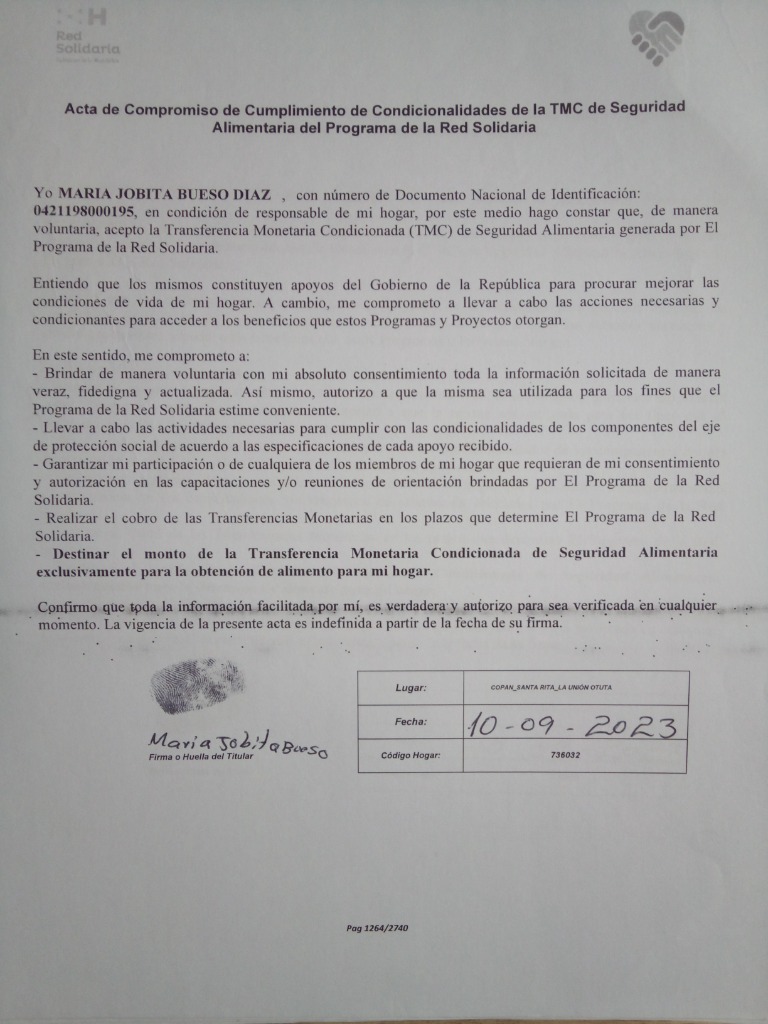 Red
Solidaria
Acta de Compromiso de Cumplimiento de Condicionalidades de la TMC de Seguridad
Alimentaria del Programa de la Red Solidaria
Yo MARIA JOBITA BUESO DIAZ , con número de Documento Nacional de Identificación:
0421198000195, en condición de responsable de mi hogar, por este medio hago constar que, de manera
voluntaria, acepto la Transferencia Monetaria Condicionada (TMC) de Seguridad Alimentaria generada por El
Programa de la Red Solidaria.
Entiendo que los mismos constituyen apoyos del Gobierno de la República para procurar mejorar las
condiciones de vida de mi hogar. A cambio, me comprometo a llevar a cabo las acciones necesarias y
condicionantes para acceder a los beneficios que estos Programas y Proyectos otorgan.
En este sentido, me comprometo a:
- Brindar de manera voluntaria con mi absoluto consentimiento toda la información solicitada de manera
veraz, fidedigna y actualizada. Así mismo, autorizo a que la misma sea utilizada para los fines que el
Programa de la Red Solidaria estime conveniente.
- Llevar a cabo las actividades necesarias para cumplir con las condicionalidades de los componentes del eje
de protección social de acuerdo a las especificaciones de cada apoyo recibido.
- Garantizar mi participación o de cualquiera de los miembros de mi hogar que requieran de mi consentimiento
y autorización en las capacitaciones y/o reuniones de orientación brindadas por El Programa de la Red
Solidaria.
- Realizar el cobro de las Transferencias Monetarias en los plazos que determine El Programa de la Red
Solidaria.
- Destinar el monto de la Transferencia Monetaria Condicionada de Seguridad Alimentaria
exclusivamente para la obtención de alimento para mi hogar.
Confirmo que toda la información facilitada por mí, es verdadera y autorizo para sea verificada en cualquier
momento. La vigencia de la presente acta es indefinida a partir de la fecha de su firma.
Maria Jobita Bueso
Firma o Huella del Titular
Lugar: COPAN_SANTA RITA_LA UNIÓN OTUTA
Fecha: 10-09-2023
Código Hogar: 736032
Pag 1264/2740